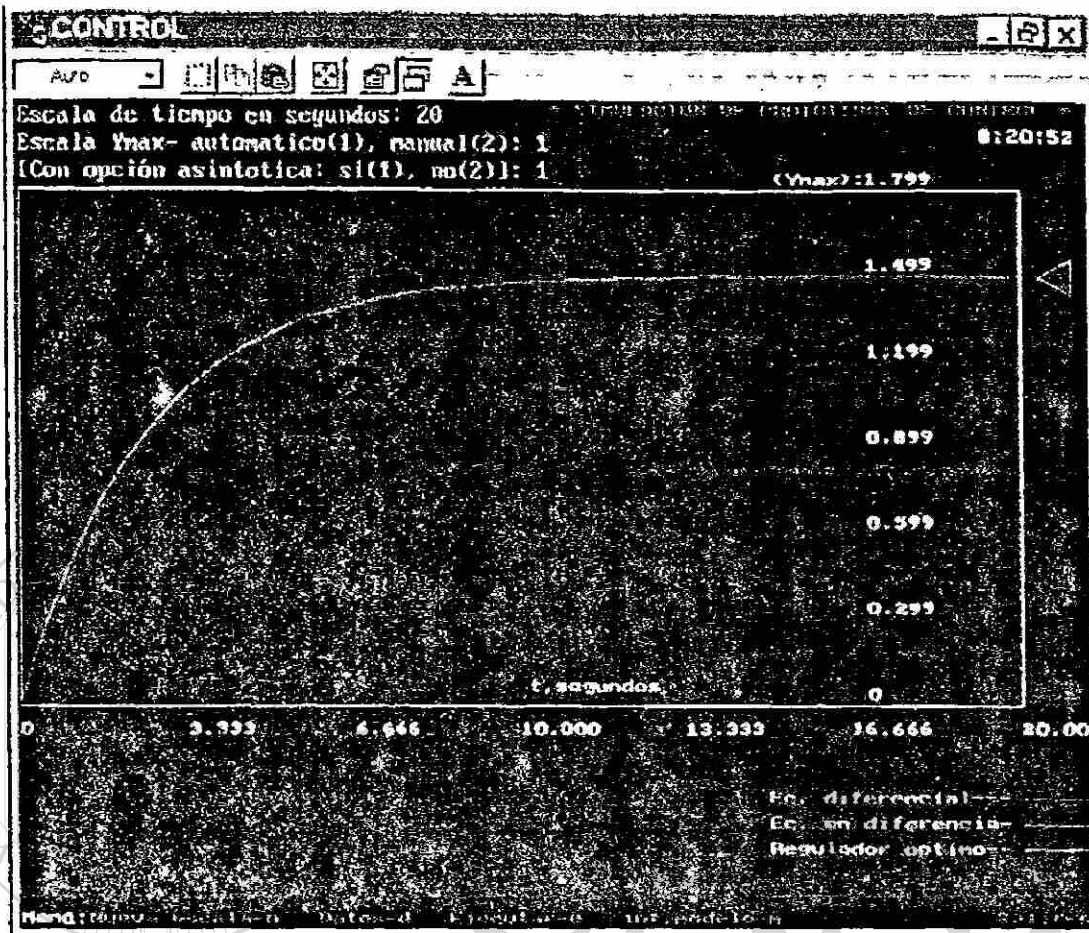 CONTROL
Auto
A
Escala de tiempo en segundos: 20
Escala Ymax- automatico(1), manual(2): 1
8:20:52
[Con opción asintotica: si(1), no(2)]: 1
(Ymax):1.799
1.499
1.199
0.899
0.599
0.299
t,segundos
0
0 3.333 6.666 10.000 13.333 16.666 20.00
Ec. diferencial
Ec. en diferencia
Regulador optimo
Menú: